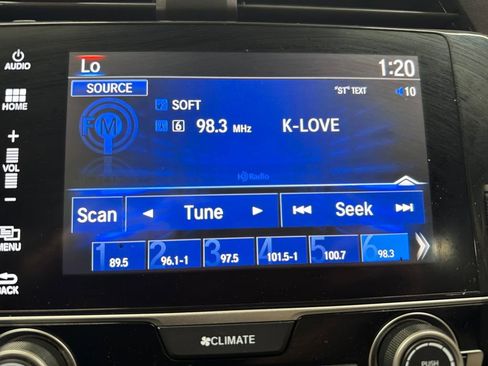 Lo 1:20
AUDIO
SOURCE "ST" TEXT 10
HOME
SOFT
FM
6 98.3 MHz K-LOVE
+
VOL
−
HD Radio
Scan Tune Seek
MENU
1 2 3 4 5 6
89.5 96.1-1 97.5 101.5-1 100.7 98.3
BACK
CLIMATE